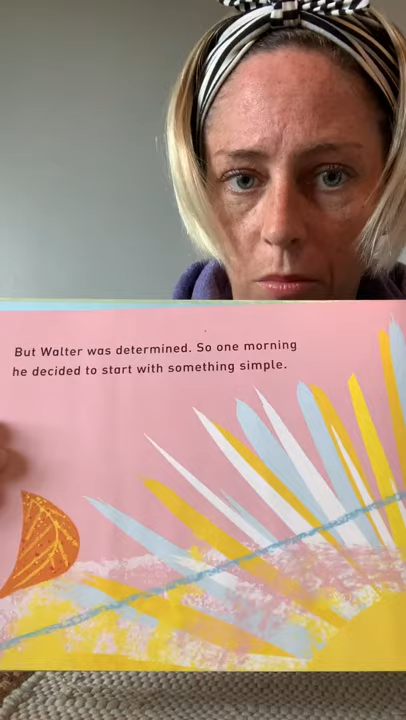 But Walter was determined. So one morning
he decided to start with something simple.